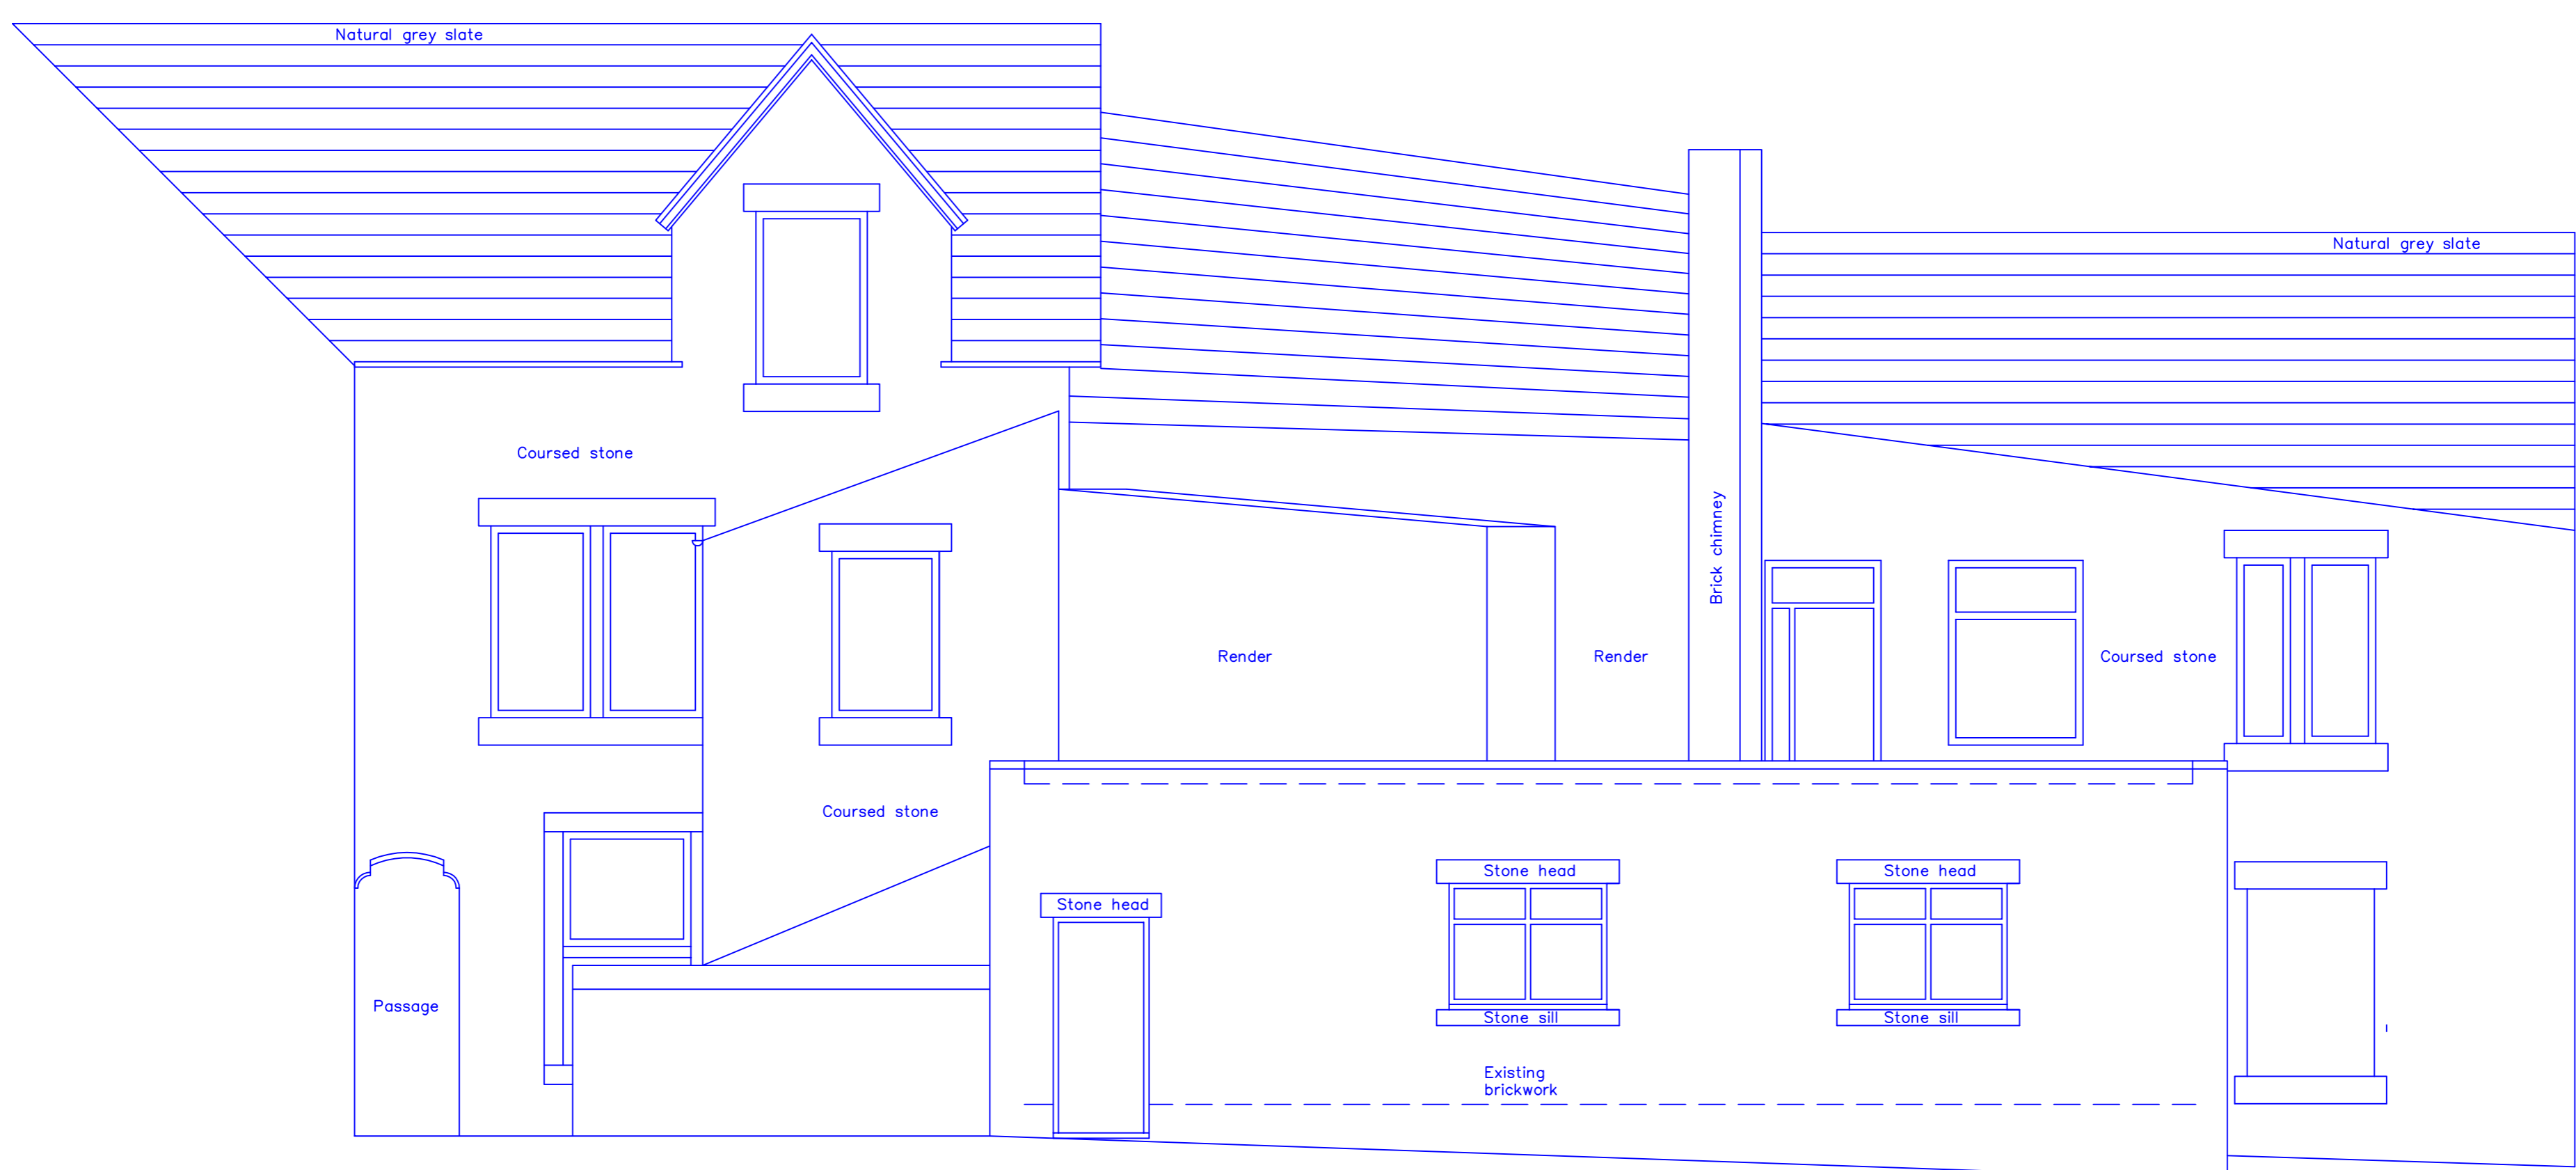 Natural grey slate
Natural grey slate
Coursed stone
Brick chimney
Render
Render
Coursed stone
Coursed stone
Stone head
Stone head
Stone head
Passage
Stone sill
Stone sill
Existing
brickwork